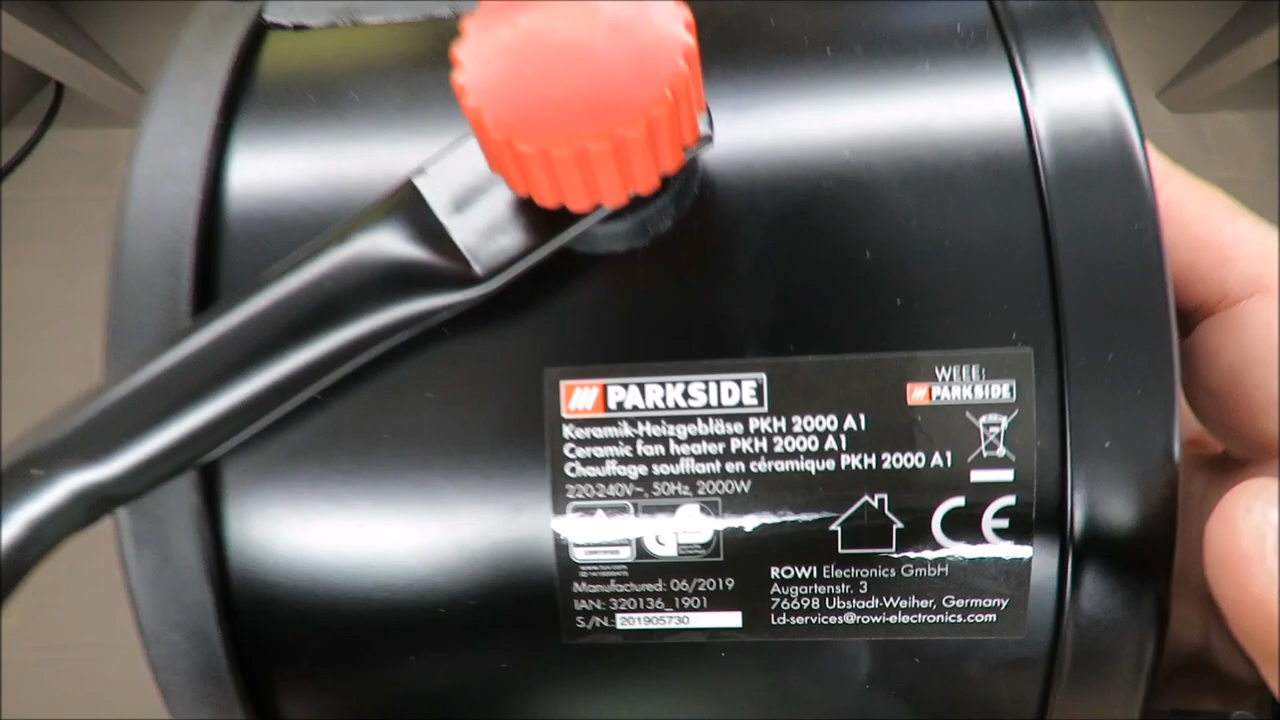 PARKSIDE
WEEE:
PARKSIDE
Keramik-Heizgebläse PKH 2000 A1
Ceramic fan heater PKH 2000 A1
Chauffage soufflant en céramique PKH 2000 A1
220-240V~, 50Hz, 2000W
CE
Manufactured: 06/2019
IAN: 320136_1901
S./N.: 201905730
ROWI Electronics GmbH
Augartenstr. 3
76698 Ubstadt-Weiher, Germany
Ld-services@rowi-electronics.com